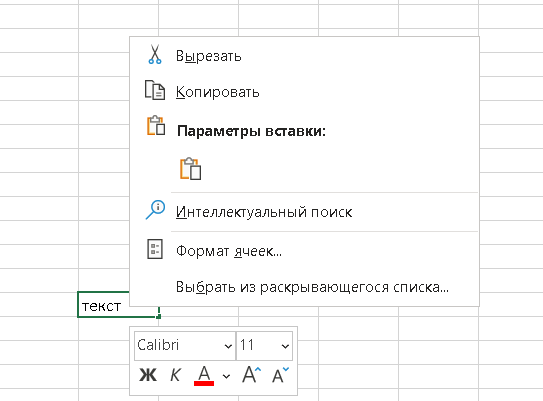 Вырезать
Копировать
Параметры вставки:
Интеллектуальный поиск
Формат ячеек...
Выбрать из раскрывающегося списка...
текст
Calibri 11
Ж К А А А